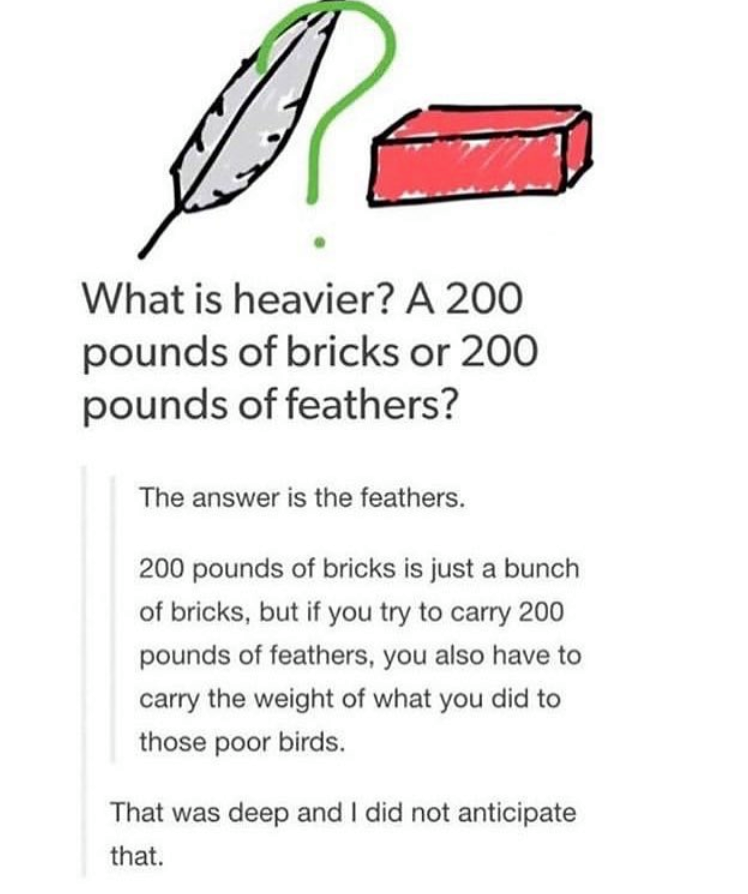 What is heavier? A 200
pounds of bricks or 200
pounds of feathers?
The answer is the feathers.
200 pounds of bricks is just a bunch
of bricks, but if you try to carry 200
pounds of feathers, you also have to
carry the weight of what you did to
those poor birds.
That was deep and I did not anticipate
that.